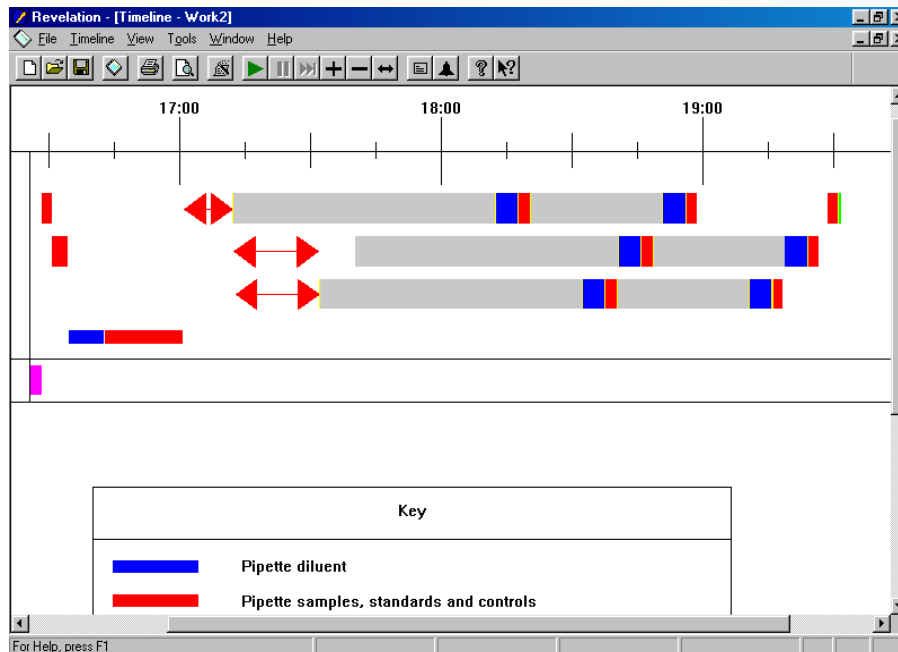 Revelation - [Timeline - Work2]
File Timeline View Tools Window Help
17:00 18:00 19:00
Key
Pipette diluent
Pipette samples, standards and controls
For Help, press F1